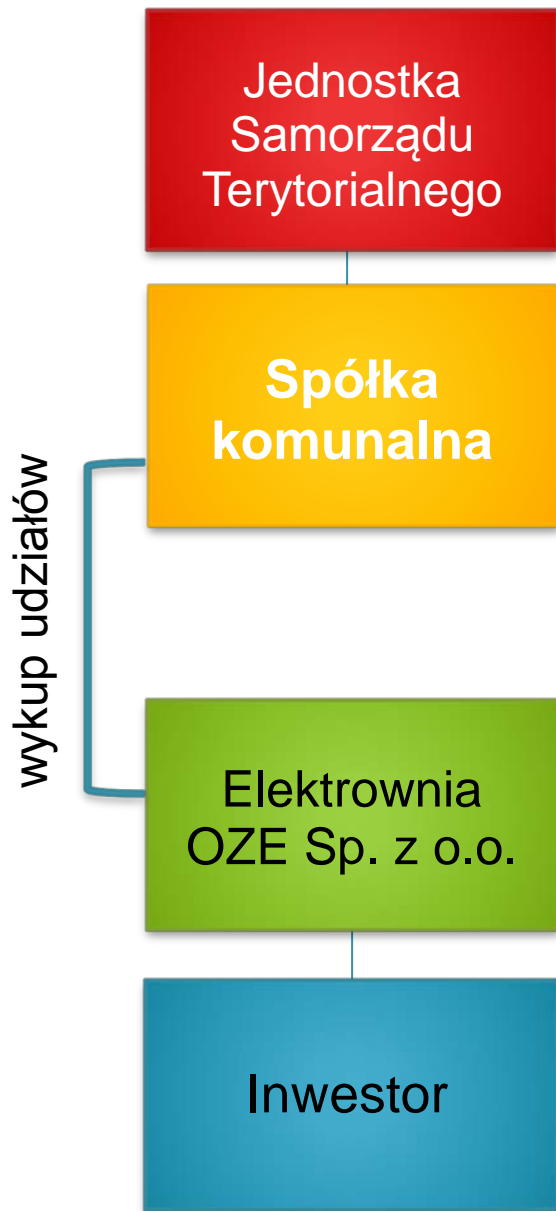 Jednostka
Samorządu
Terytorialnego
Spółka
komunalna
wykup udziałów
Elektrownia
OZE Sp. z o.o.
Inwestor